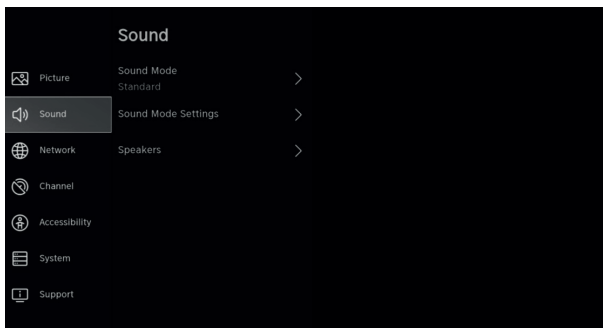 Sound
Picture
Sound
Network
Channel
Accessibility
System
Support
Sound Mode
Standard
Sound Mode Settings
Speakers